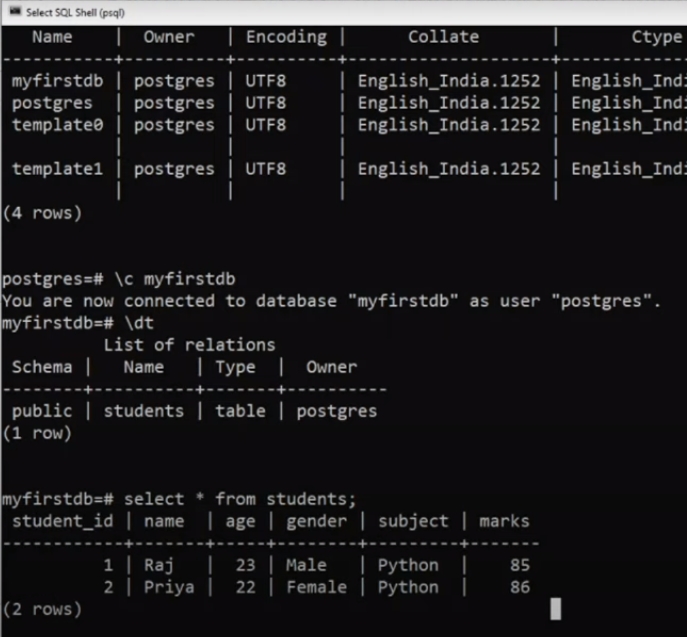 Select SQL Shell (psql)
Name | Owner | Encoding | Collate | Ctype
-----------+----------+----------+--------------------+----------
myfirstdb | postgres | UTF8 | English_India.1252 | English_Indi
postgres | postgres | UTF8 | English_India.1252 | English_Indi
template0 | postgres | UTF8 | English_India.1252 | English_Indi
| | | |
template1 | postgres | UTF8 | English_India.1252 | English_Indi
| | | |
(4 rows)
postgres=# \c myfirstdb
You are now connected to database "myfirstdb" as user "postgres".
myfirstdb=# \dt
List of relations
Schema | Name | Type | Owner
--------+----------+-------+----------
public | students | table | postgres
(1 row)
myfirstdb=# select * from students;
student_id | name | age | gender | subject | marks
------------+-------+-----+--------+---------+-------
1 | Raj | 23 | Male | Python | 85
2 | Priya | 22 | Female | Python | 86
(2 rows)